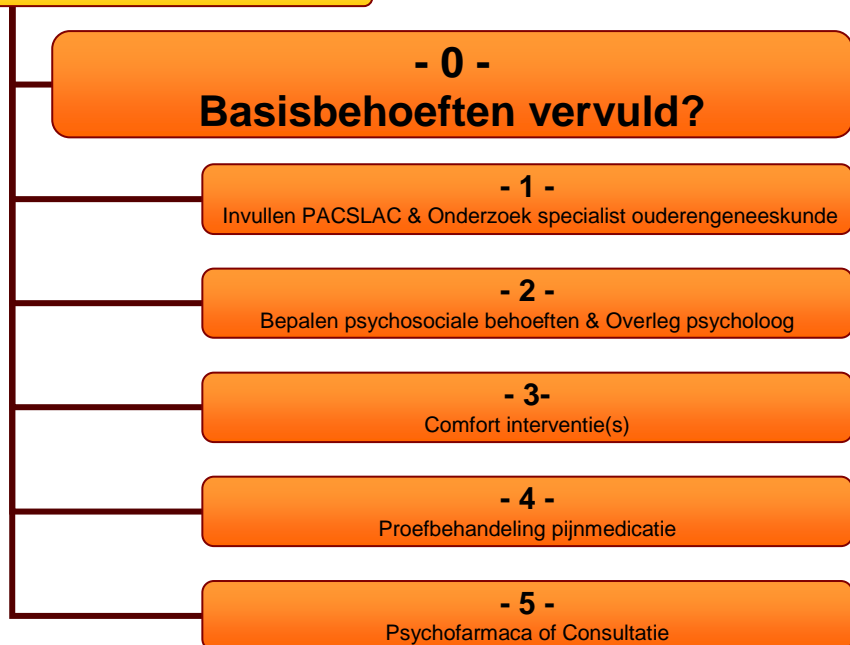 - 0 -
Basisbehoeften vervuld?
- 1 -
Invullen PACSLAC & Onderzoek specialist ouderengeneeskunde
- 2 -
Bepalen psychosociale behoeften & Overleg psycholoog
- 3-
Comfort interventie(s)
- 4 -
Proefbehandeling pijnmedicatie
- 5 -
Psychofarmaca of Consultatie